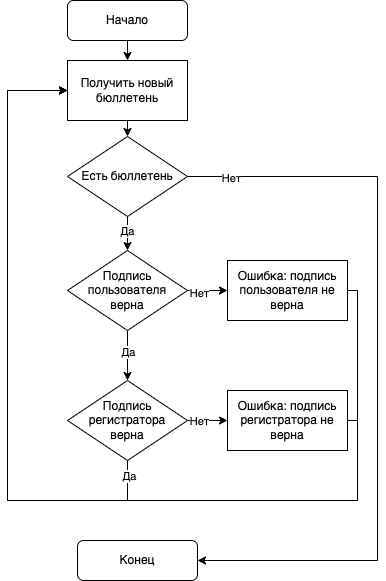 Начало
Получить новый
бюллетень
Есть бюллетень
Нет
Да
Подпись
пользователя
верна
Нет
Ошибка: подпись
пользователя не
верна
Да
Подпись
регистратора
верна
Нет
Ошибка: подпись
регистратора не
верна
Да
Конец